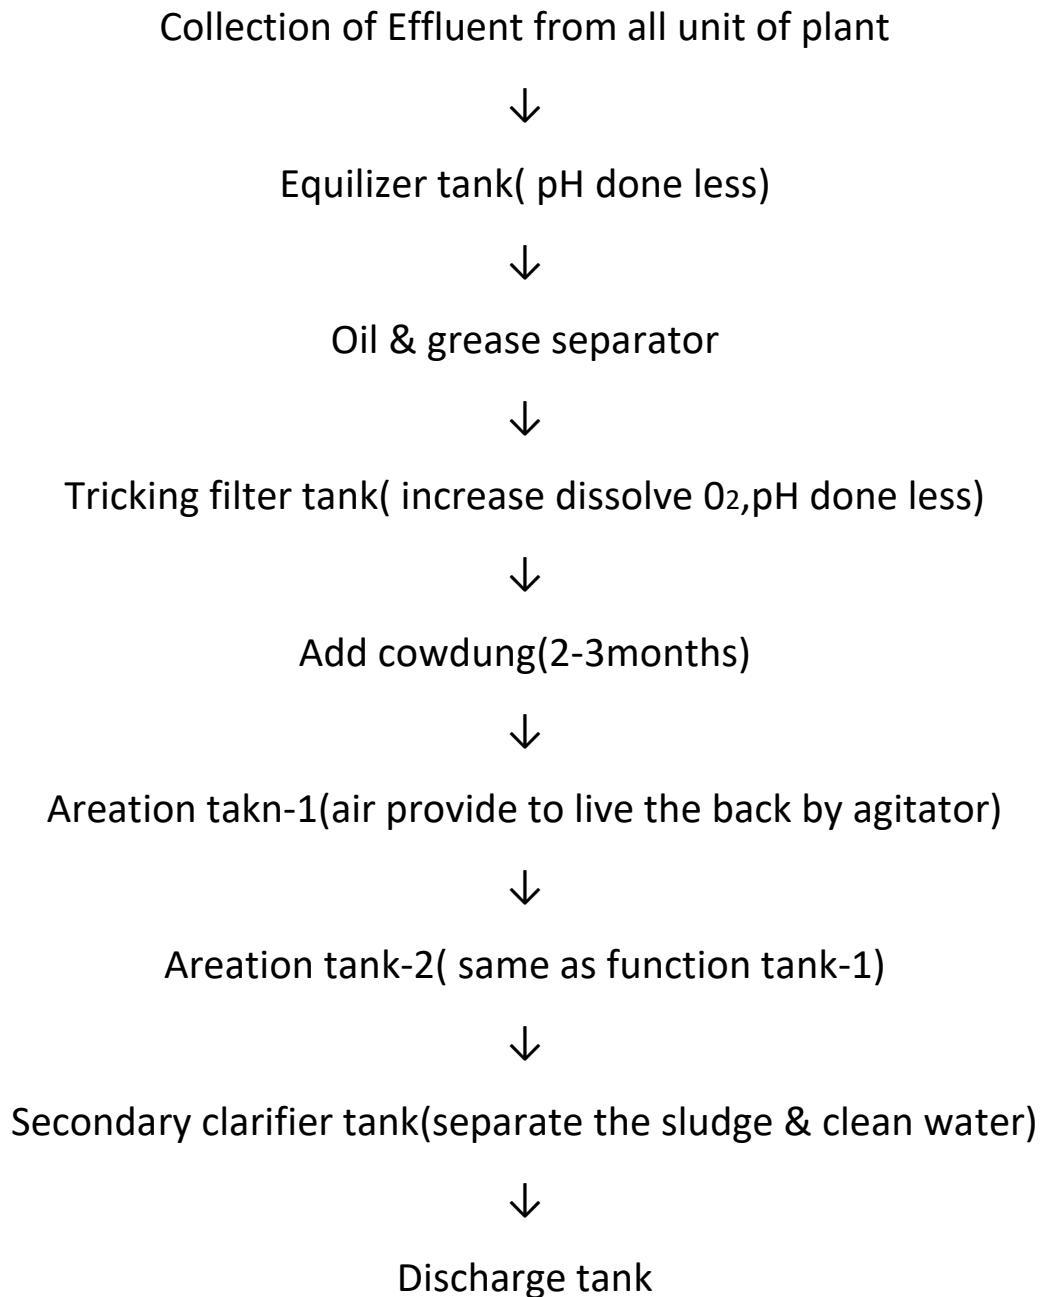 Collection of Effluent from all unit of plant
↓
Equilizer tank( pH done less)
↓
Oil & grease separator
↓
Tricking filter tank( increase dissolve 0₂,pH done less)
↓
Add cowdung(2-3months)
↓
Areation takn-1(air provide to live the back by agitator)
↓
Areation tank-2( same as function tank-1)
↓
Secondary clarifier tank(separate the sludge & clean water)
↓
Discharge tank